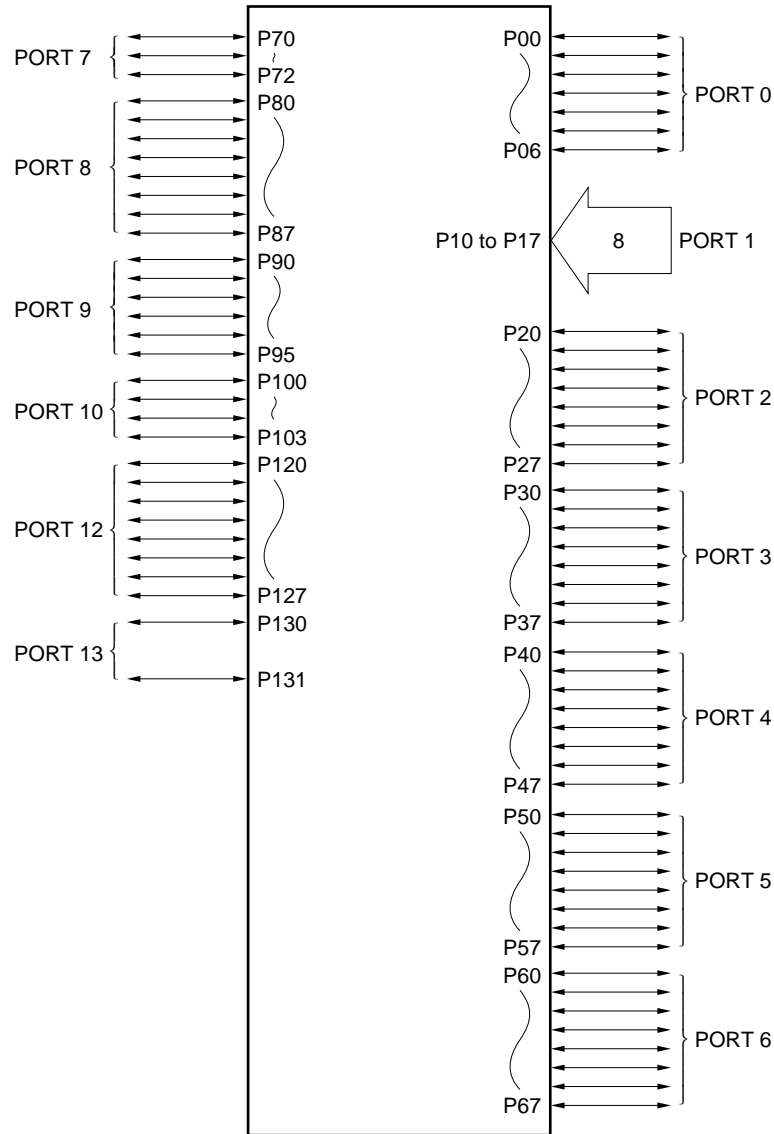 PORT 7
P70
P72
PORT 8
P80
P87
PORT 9
P90
P95
PORT 10
P100
P103
PORT 12
P120
P127
PORT 13
P130
P131
P00
P06
PORT 0
P10 to P17
8
PORT 1
P20
P27
PORT 2
P30
P37
PORT 3
P40
P47
PORT 4
P50
P57
PORT 5
P60
P67
PORT 6